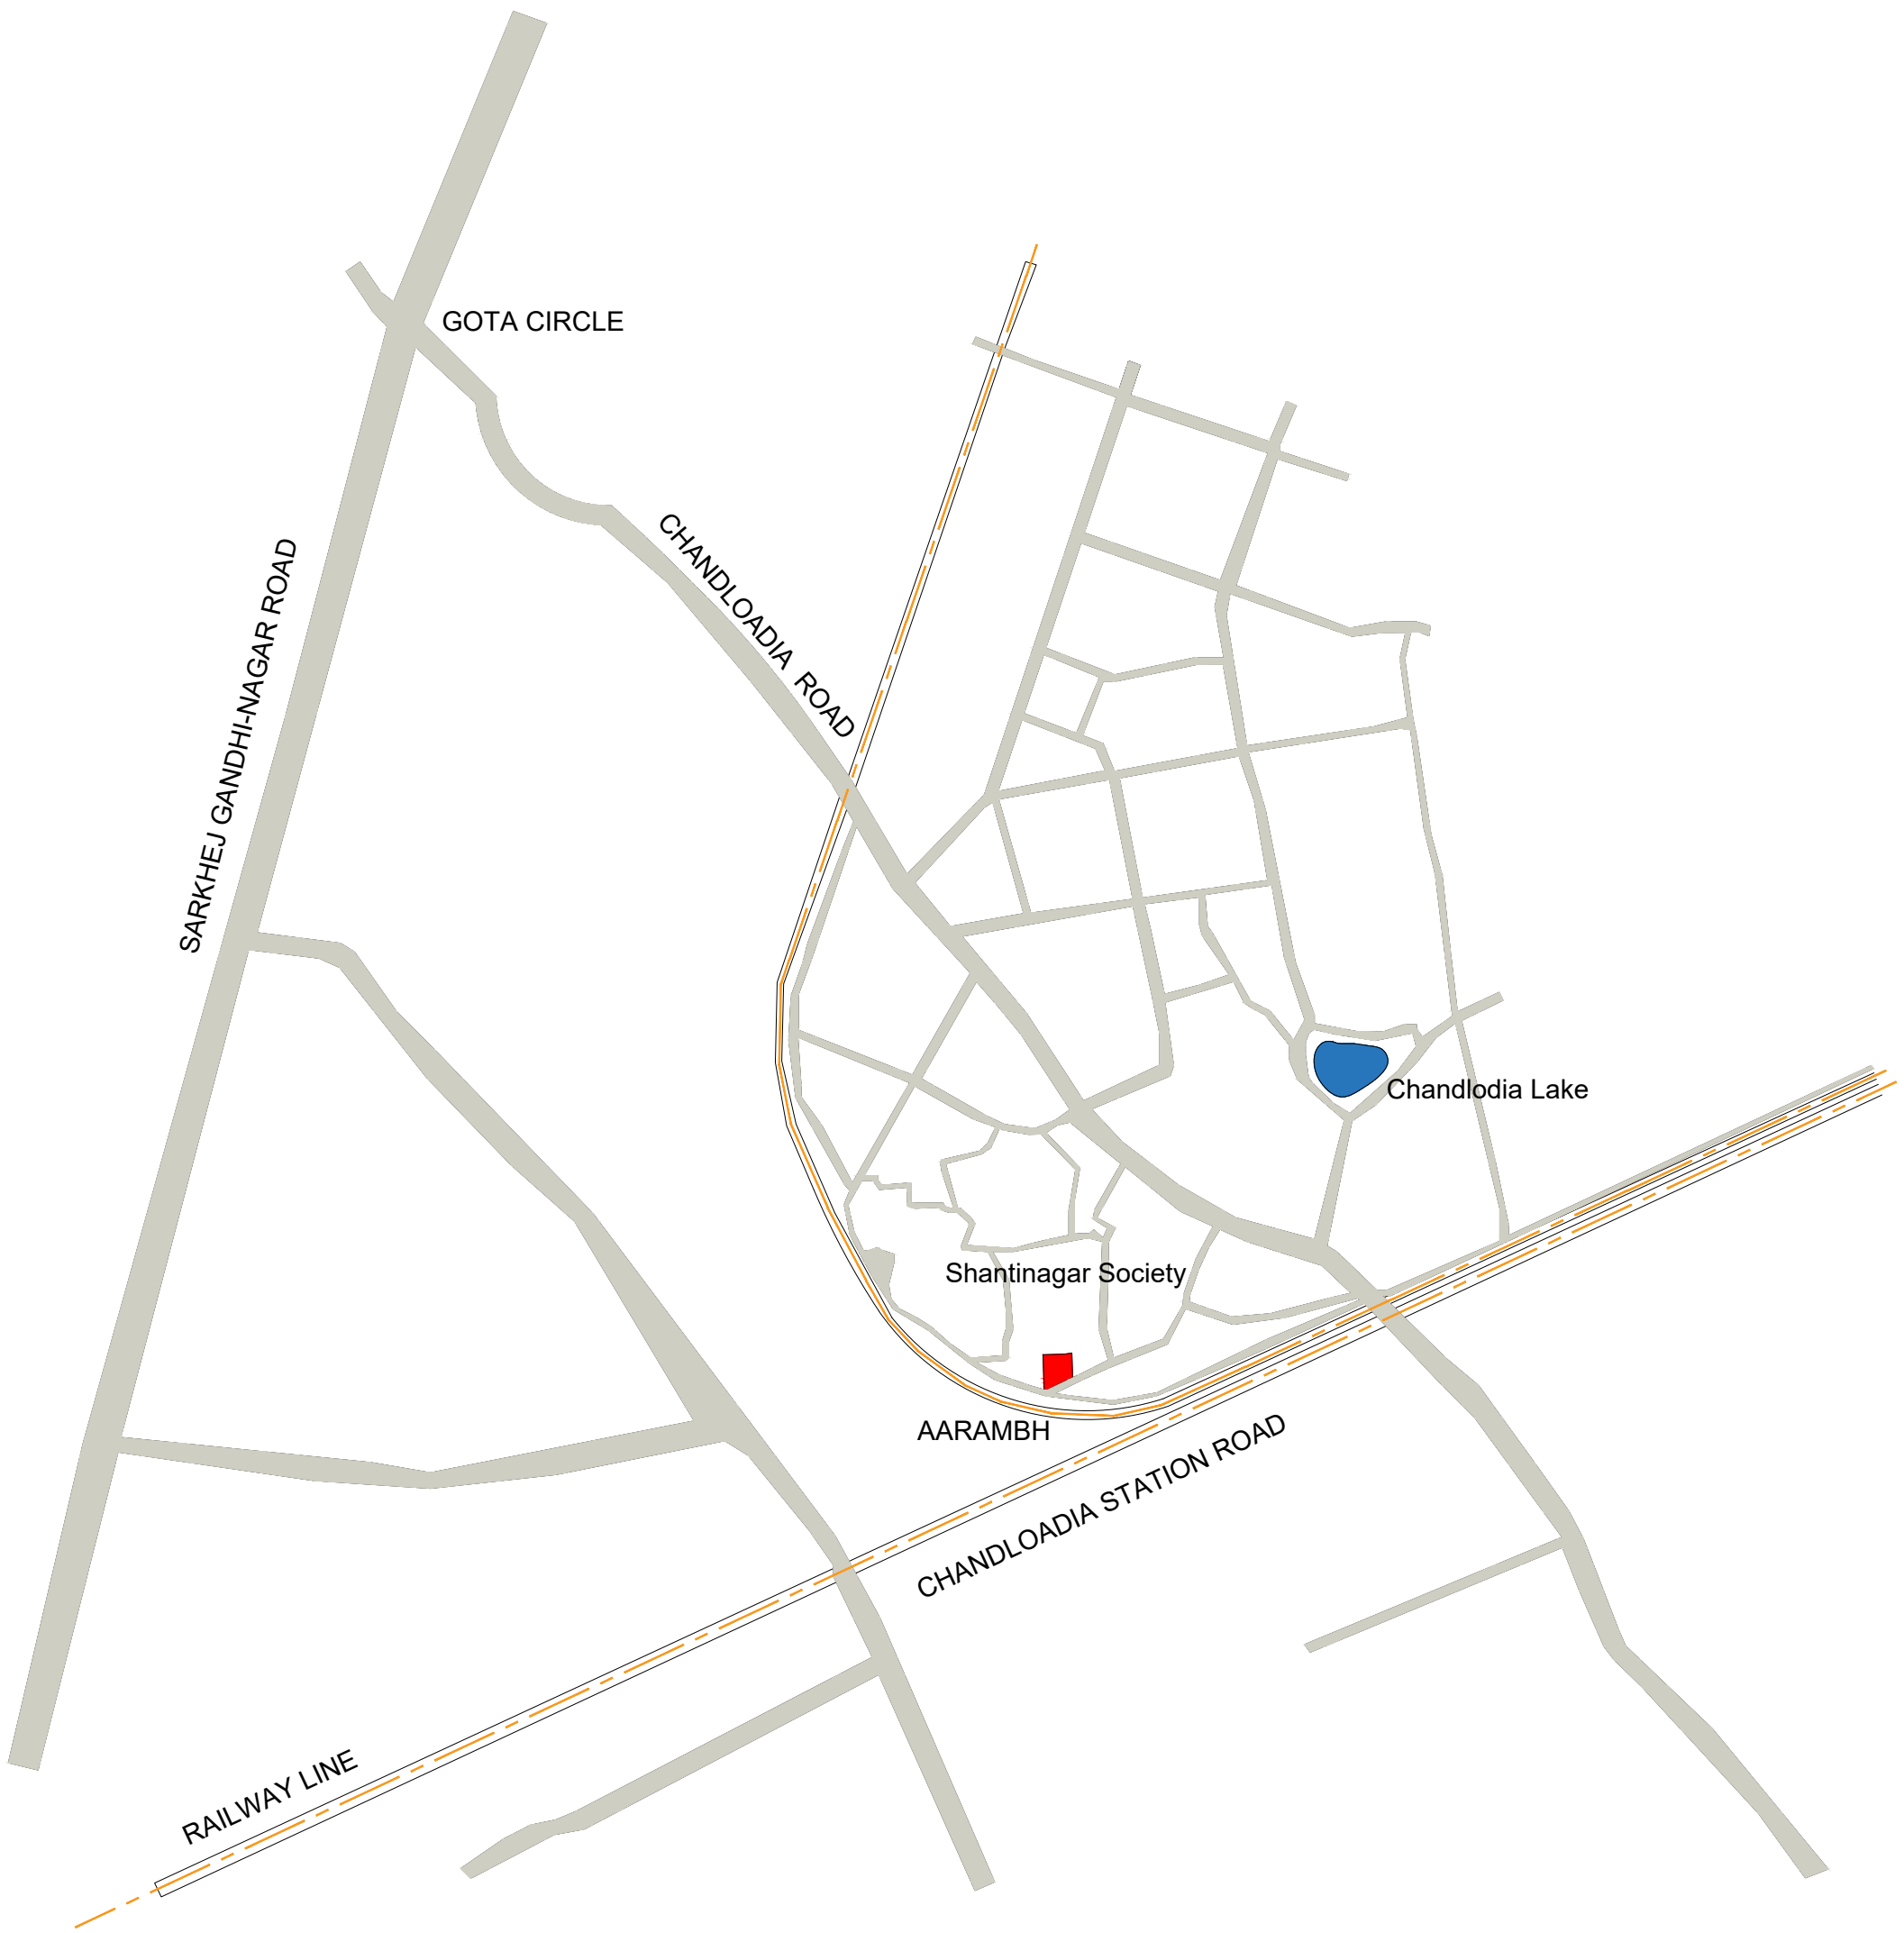 GOTA CIRCLE
CHANDLOADIA ROAD
SARKHEJ GANDHI-NAGAR ROAD
Chandlodia Lake
Shantinagar Society
AARAMBH
CHANDLOADIA STATION ROAD
RAILWAY LINE